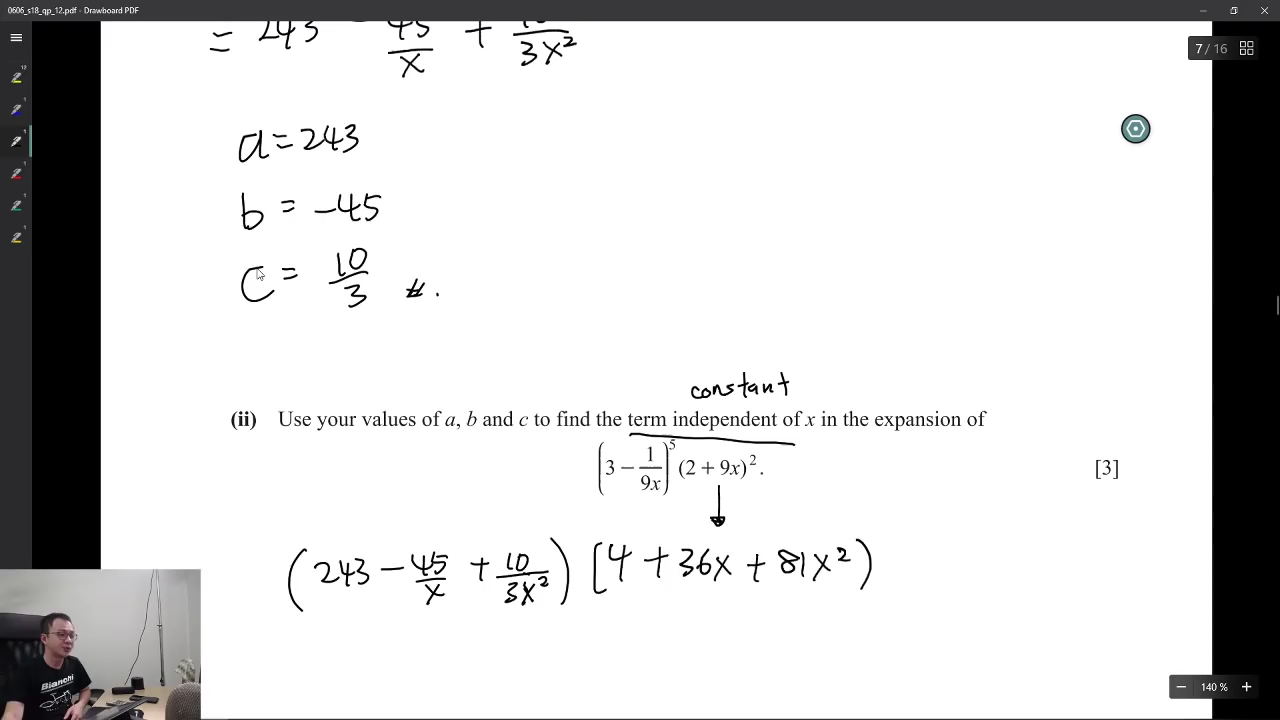 0606_s18_qp_12.pdf - Drawboard PDF
7 / 16
= 243 - 45/x + 10/3x²
a = 243
b = -45
c = 10/3 #.
constant
(ii) Use your values of a, b and c to find the term independent of x in the expansion of
(3 - 1/9x)⁵ (2 + 9x)². [3]
(243 - 45/x + 10/3x²) [4 + 36x + 81x²)
Bianchi
140 %